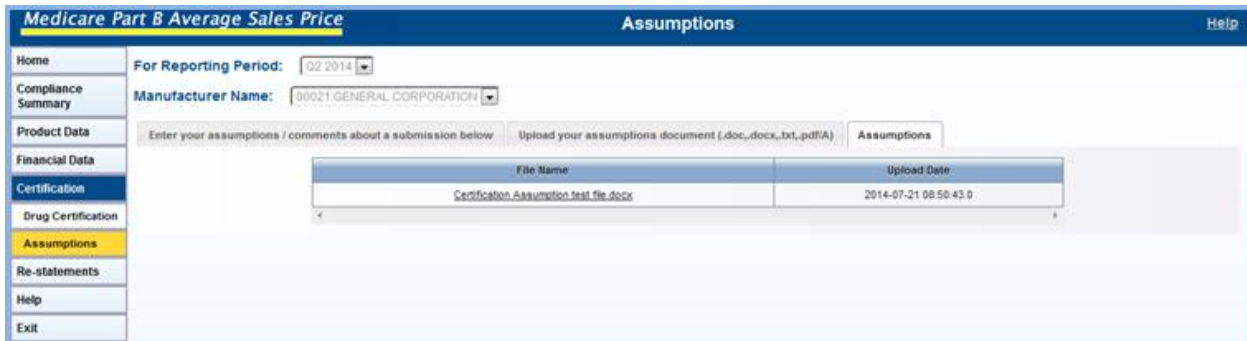 Medicare Part B Average Sales Price
Assumptions
Help
Home
Compliance
Summary
Product Data
Financial Data
Certification
Drug Certification
Assumptions
Re-statements
Help
Exit
For Reporting Period: Q2 2014
Manufacturer Name: 00021:GENERAL CORPORATION
Enter your assumptions / comments about a submission below
Upload your assumptions document (.doc,.docx,.txt,.pdf/A)
Assumptions
File Name
Upload Date
Certification Assumption test file.docx
2014-07-21 08:50:43.0